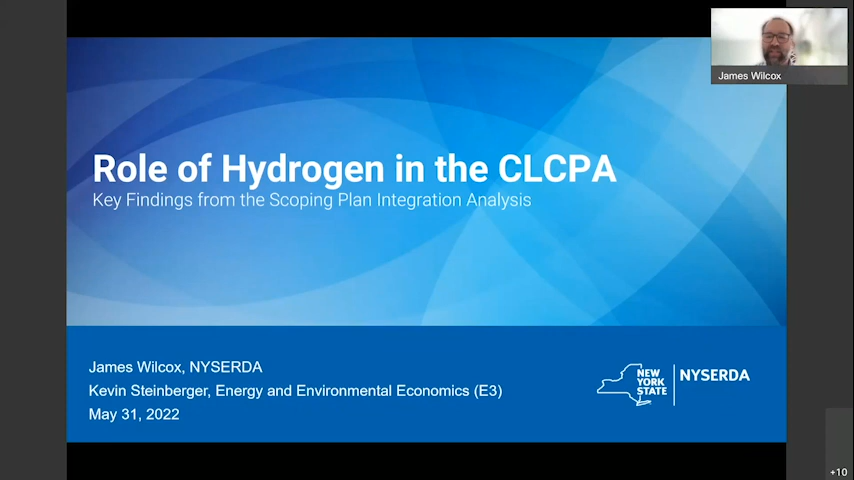 James Wilcox
Role of Hydrogen in the CLCPA
Key Findings from the Scoping Plan Integration Analysis
James Wilcox, NYSERDA
Kevin Steinberger, Energy and Environmental Economics (E3)
May 31, 2022
NEW
YORK
STATE
NYSERDA
+10